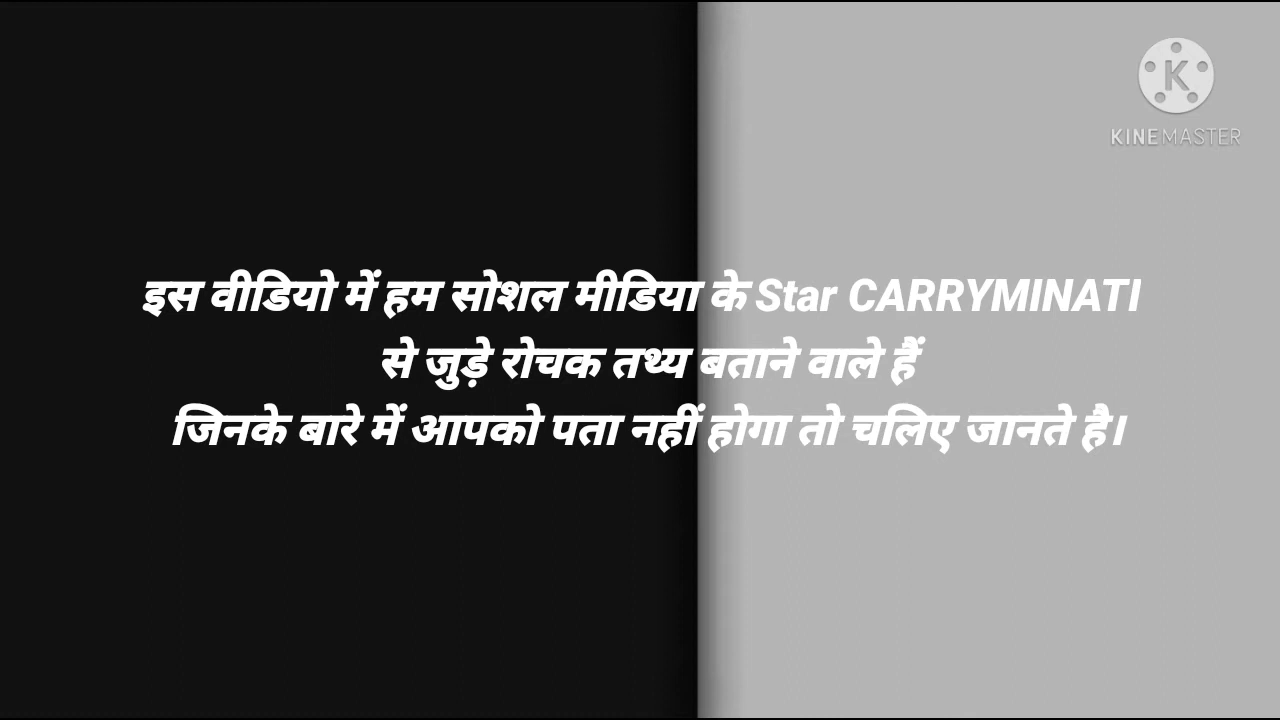 K
KINEMASTER
इस वीडियो में हम सोशल मीडिया के Star CARRYMINATI
से जुड़े रोचक तथ्य बताने वाले हैं
जिनके बारे में आपको पता नहीं होगा तो चलिए जानते है।